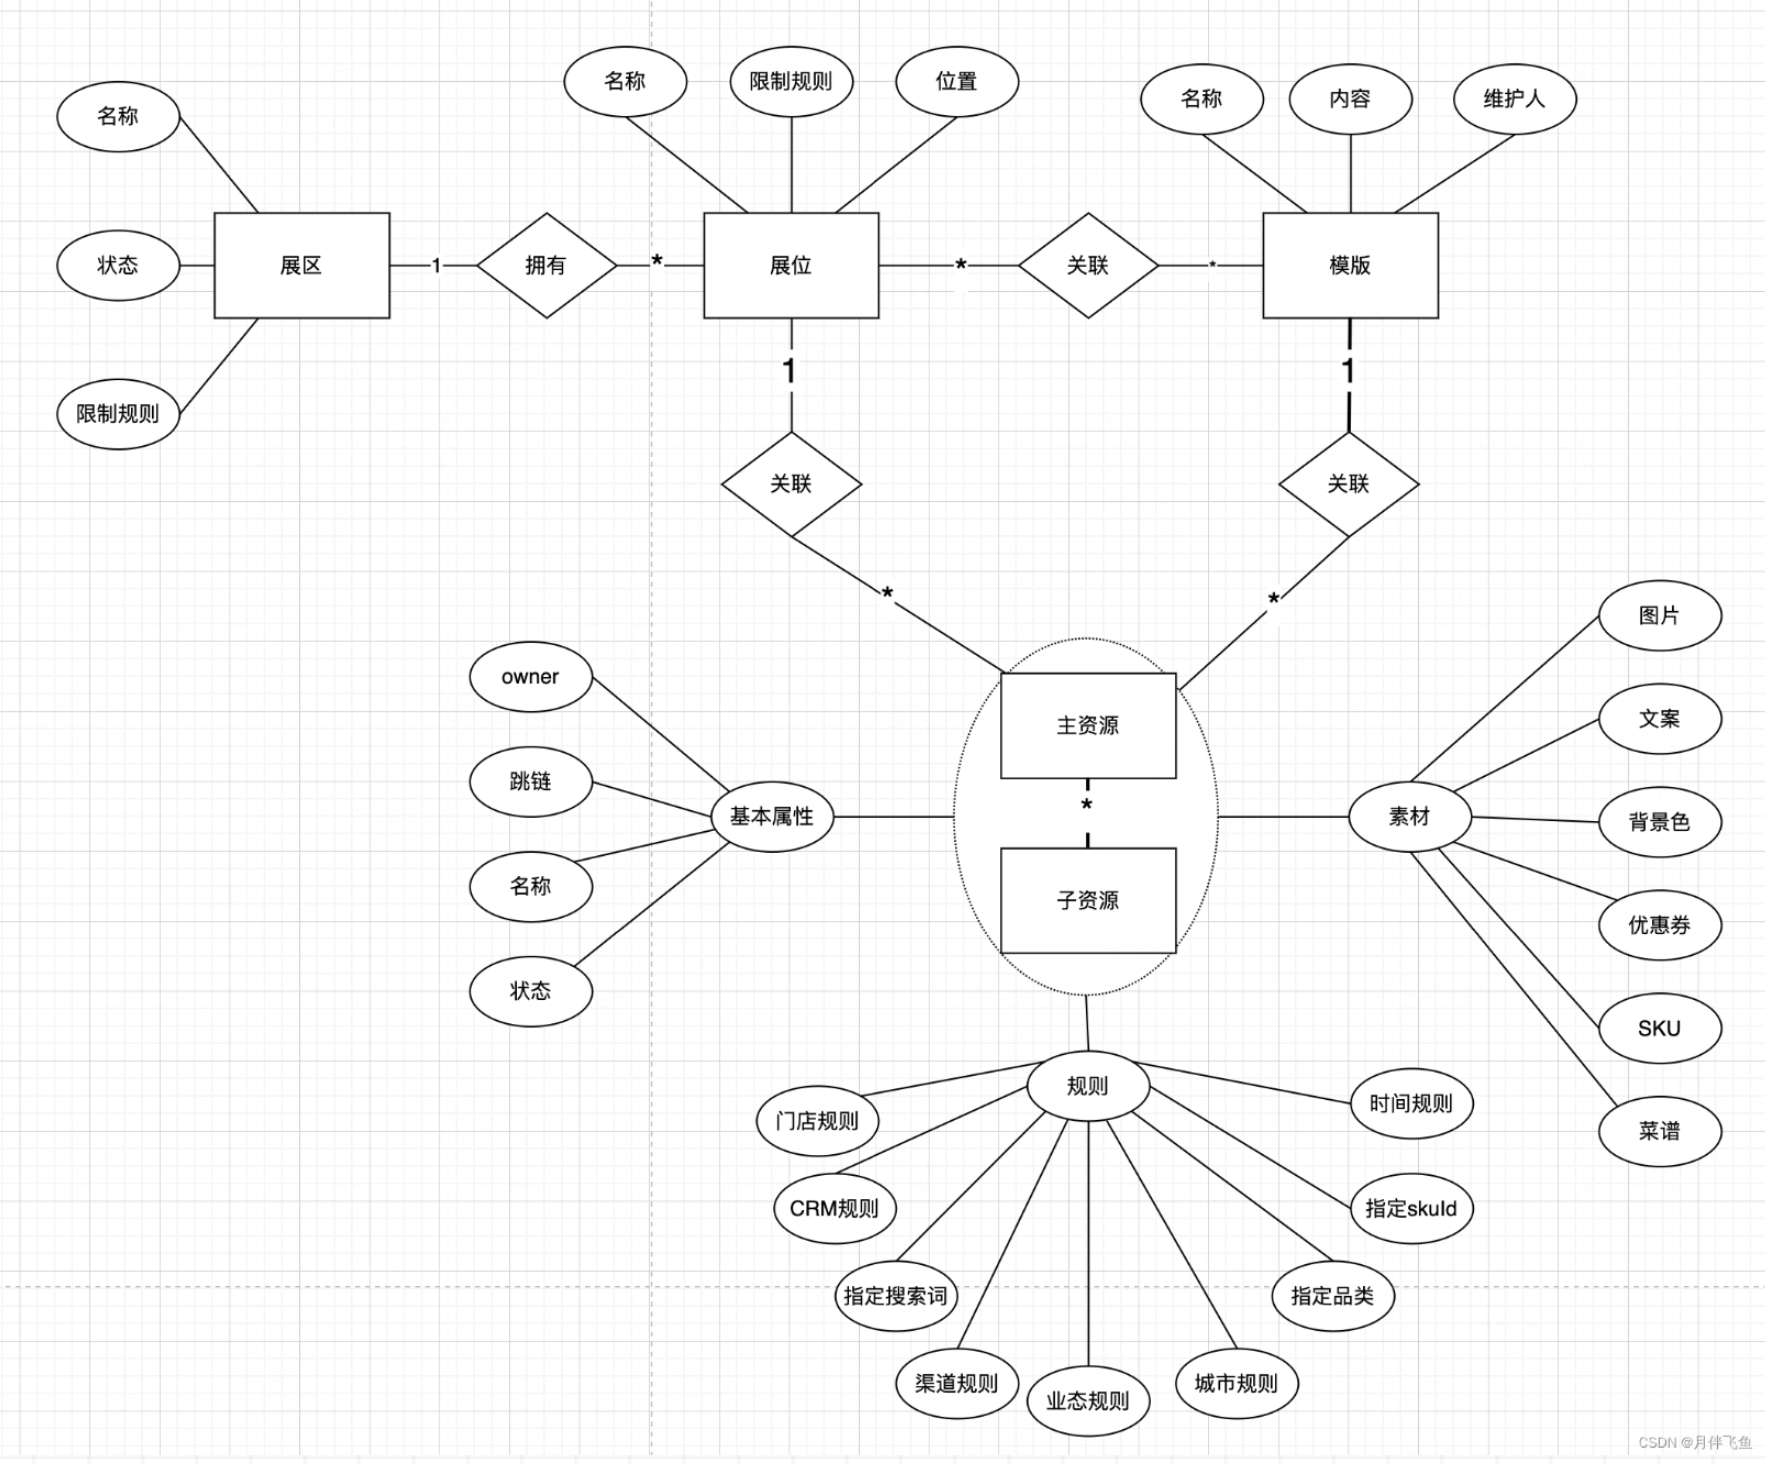 名称
限制规则
位置
名称
内容
维护人
名称
状态
限制规则
展区
1
拥有
*
展位
*
关联
*
模版
1
1
关联
关联
*
*
主资源
*
子资源
owner
跳链
名称
状态
基本属性
素材
图片
文案
背景色
优惠券
SKU
菜谱
规则
门店规则
时间规则
CRM规则
指定skuId
指定搜索词
指定品类
渠道规则
业态规则
城市规则
CSDN @月伴飞鱼